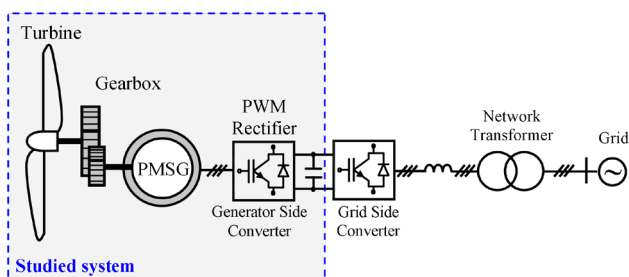 Turbine
Gearbox
PWM
Rectifier
PMSG
Generator Side
Converter
Grid Side
Converter
Network
Transformer
Grid
Studied system